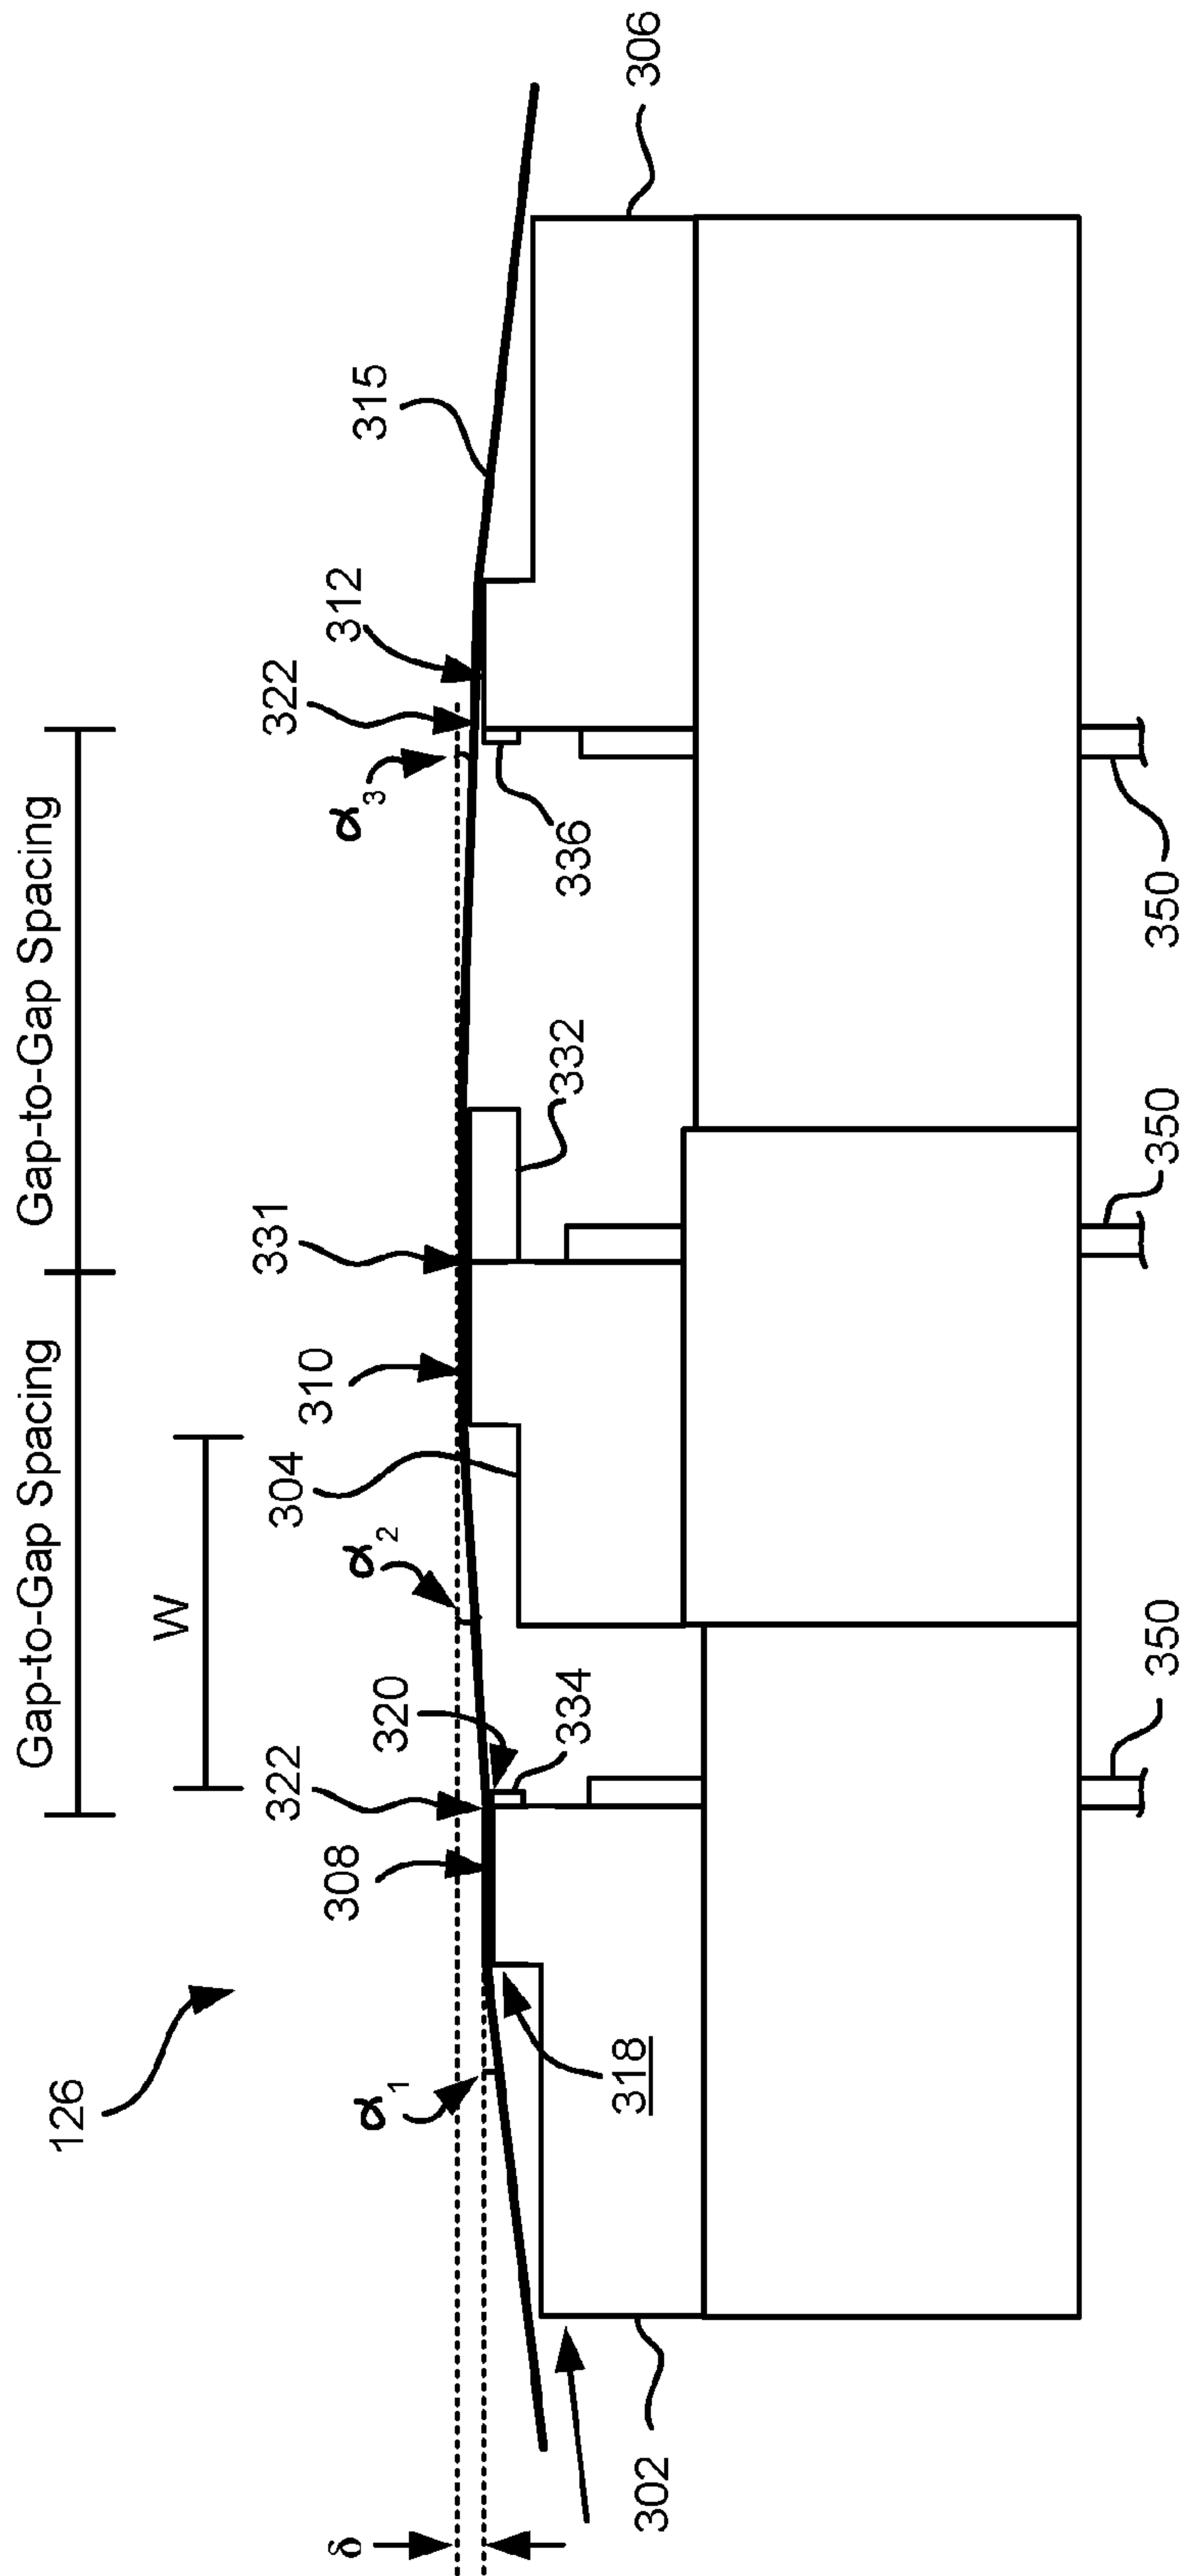 Gap-to-Gap Spacing
Gap-to-Gap Spacing
126
W
322
308
320
334
α2
304
310
331
332
322
312
α3
336
315
306
δ
α1
318
302
350
350
350